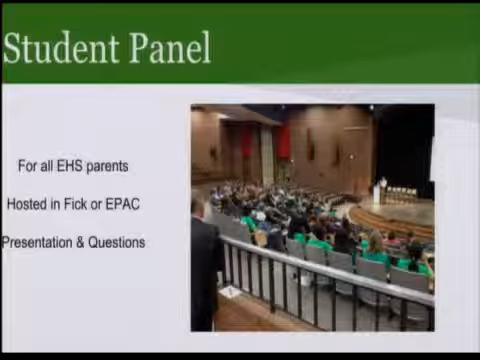 Student Panel
For all EHS parents
Hosted in Fick or EPAC
Presentation & Questions